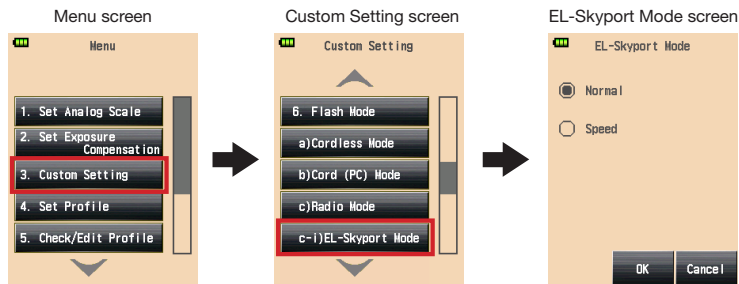 Menu screen
Menu
1. Set Analog Scale
2. Set Exposure
Compensation
3. Custom Setting
4. Set Profile
5. Check/Edit Profile
Custom Setting screen
Custom Setting
6. Flash Mode
a)Cordless Mode
b)Cord (PC) Mode
c)Radio Mode
c-i)EL-Skyport Mode
EL-Skyport Mode screen
EL-Skyport Mode
Normal
Speed
OK
Cancel